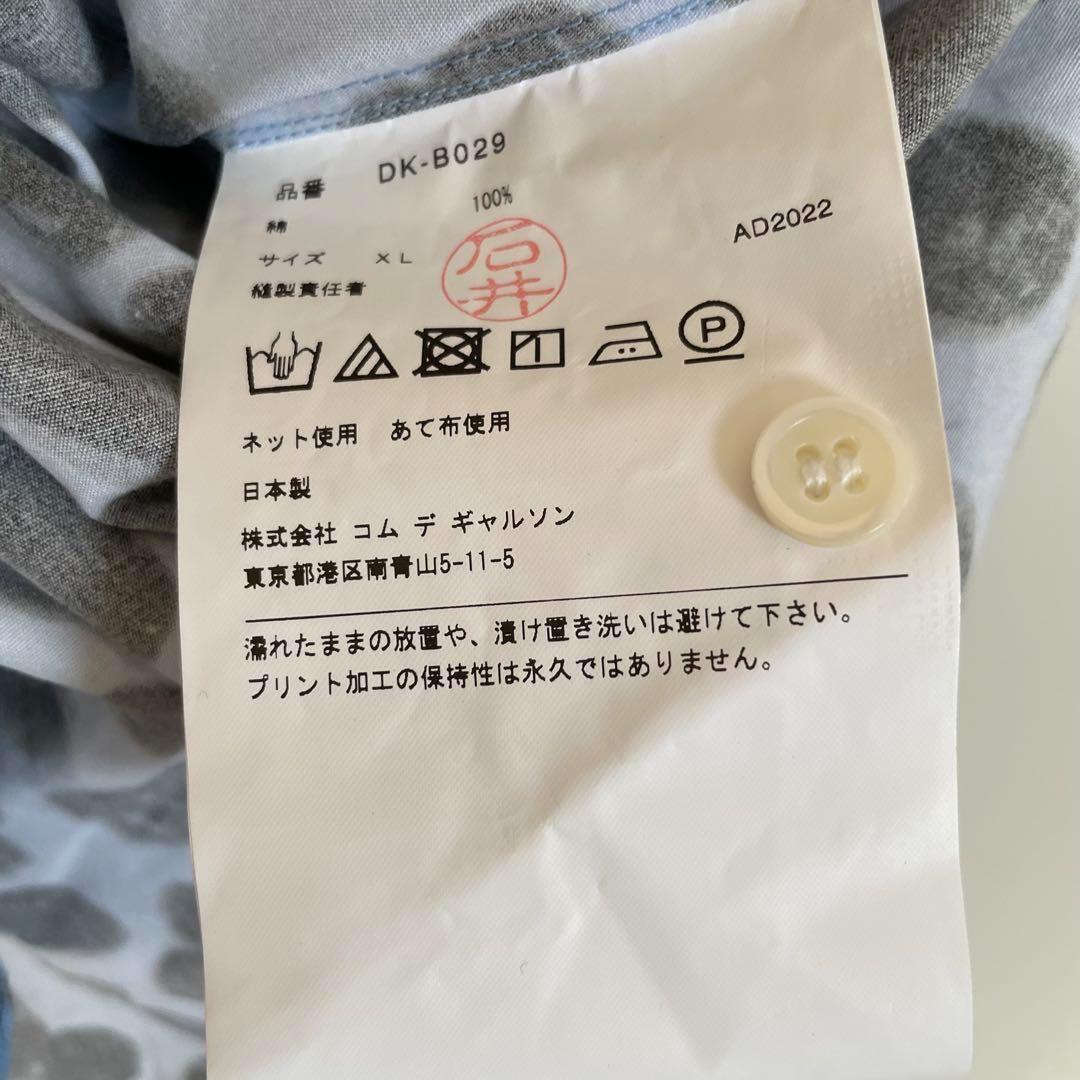 品番 DK-B029
綿 100%
サイズ XL
AD2022
縫製責任者 石井
P
ネット使用 あて布使用
日本製
株式会社 コム デ ギャルソン
東京都港区南青山5-11-5
濡れたままの放置や、漬け置き洗いは避けて下さい。
プリント加工の保持性は永久ではありません。